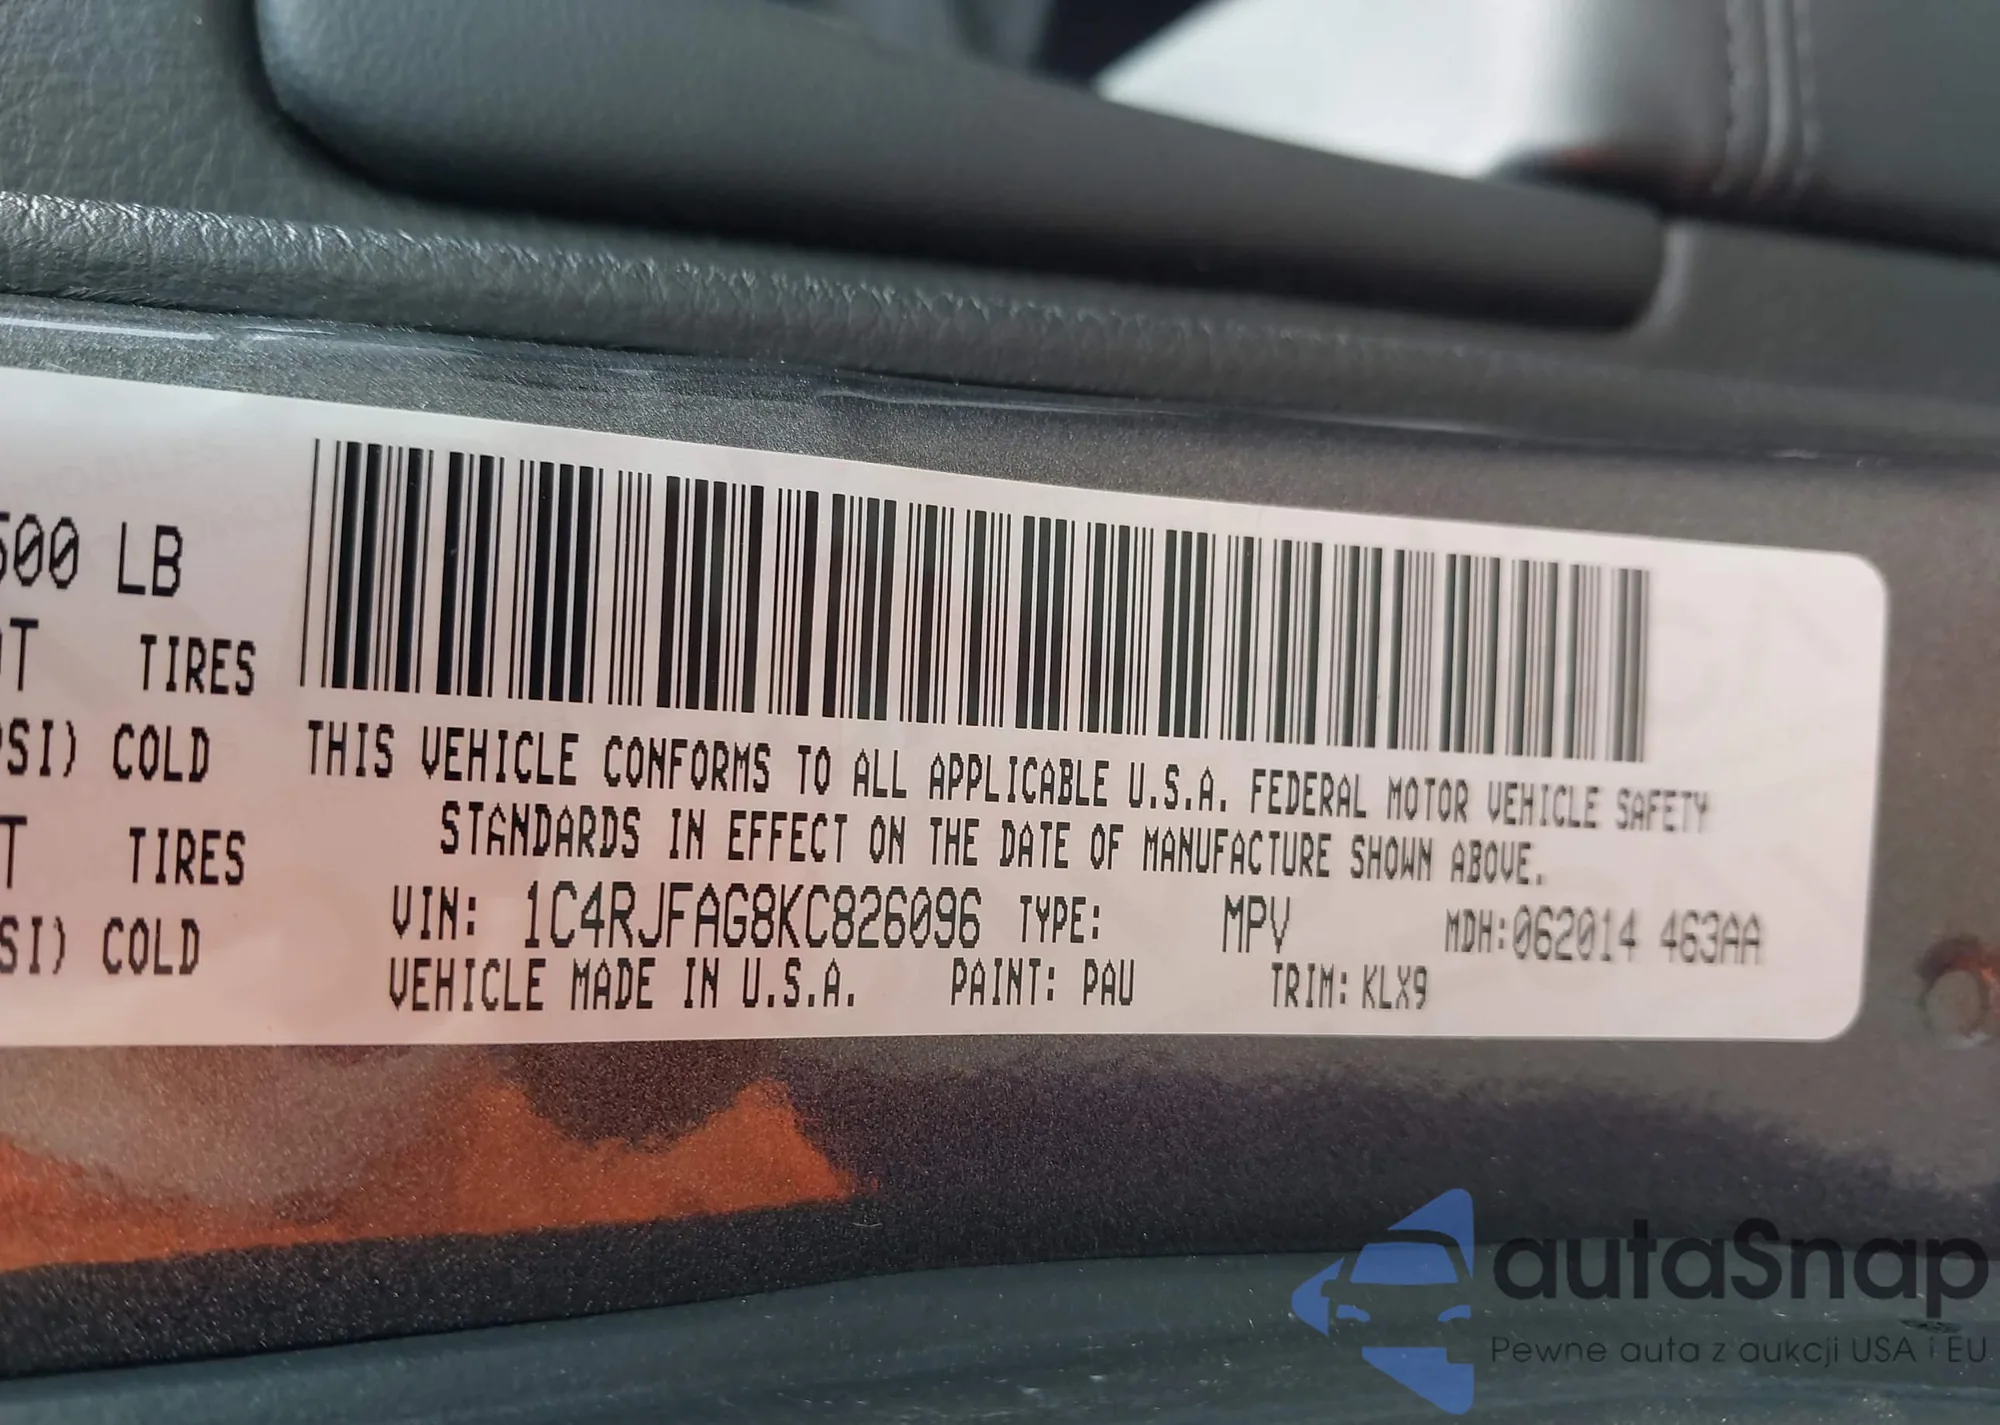 500 LB
TIRES
SI) COLD
THIS VEHICLE CONFORMS TO ALL APPLICABLE U.S.A. FEDERAL MOTOR VEHICLE SAFETY
STANDARDS IN EFFECT ON THE DATE OF MANUFACTURE SHOWN ABOVE.
T TIRES
VIN: 1C4RJFAG8KC826096 TYPE: MPV MDH:062014 463AA
SI) COLD
VEHICLE MADE IN U.S.A. PAINT: PAU TRIM: KLX9
autaSnap
Pewne auta z aukcji USA i EU